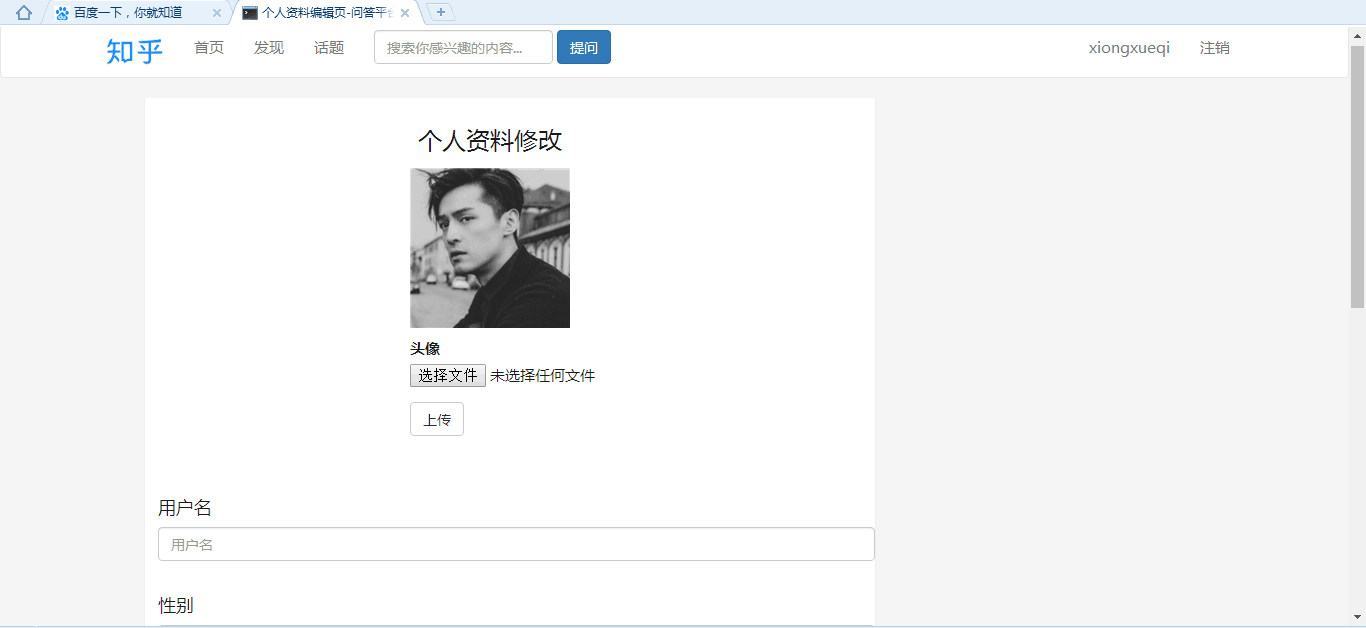 百度一下，你就知道
个人资料编辑页-问答平台
知乎 首页 发现 话题 搜索你感兴趣的内容... 提问 xiongxueqi 注销
个人资料修改
头像
选择文件 未选择任何文件
上传
用户名
用户名
性别